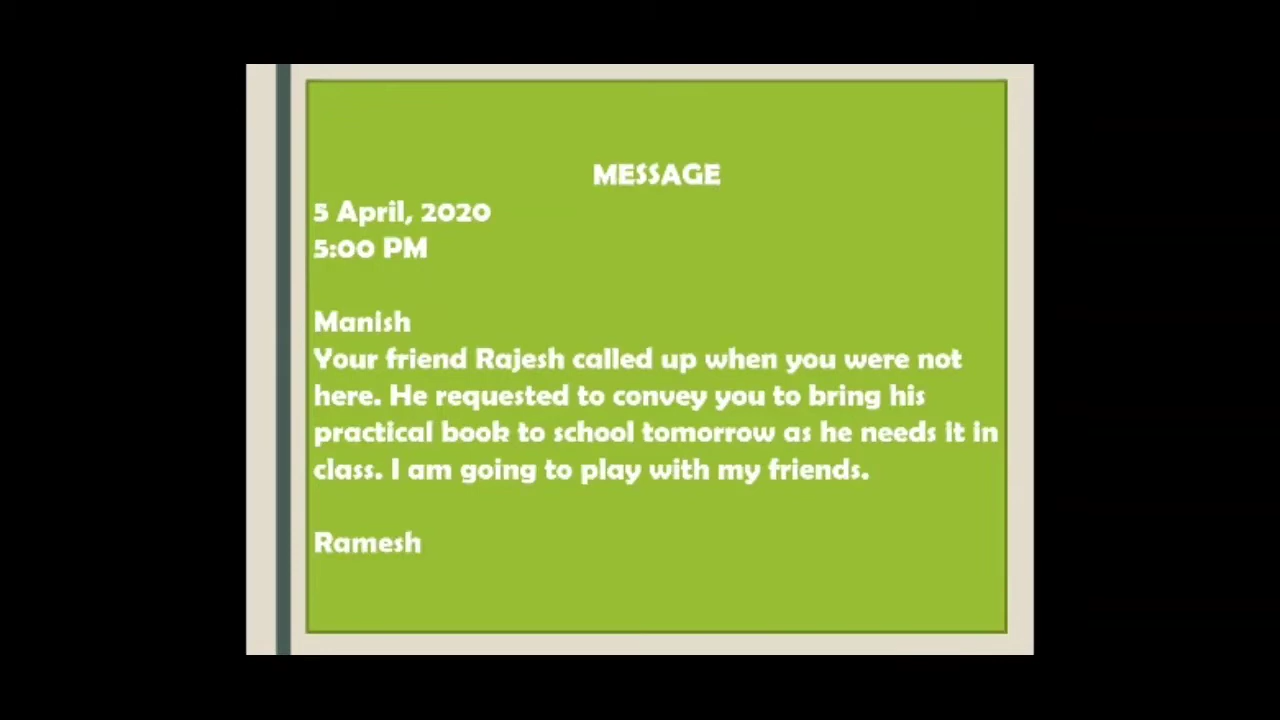 MESSAGE
5 April, 2020
5:00 PM
Manish
Your friend Rajesh called up when you were not
here. He requested to convey you to bring his
practical book to school tomorrow as he needs it in
class. I am going to play with my friends.
Ramesh